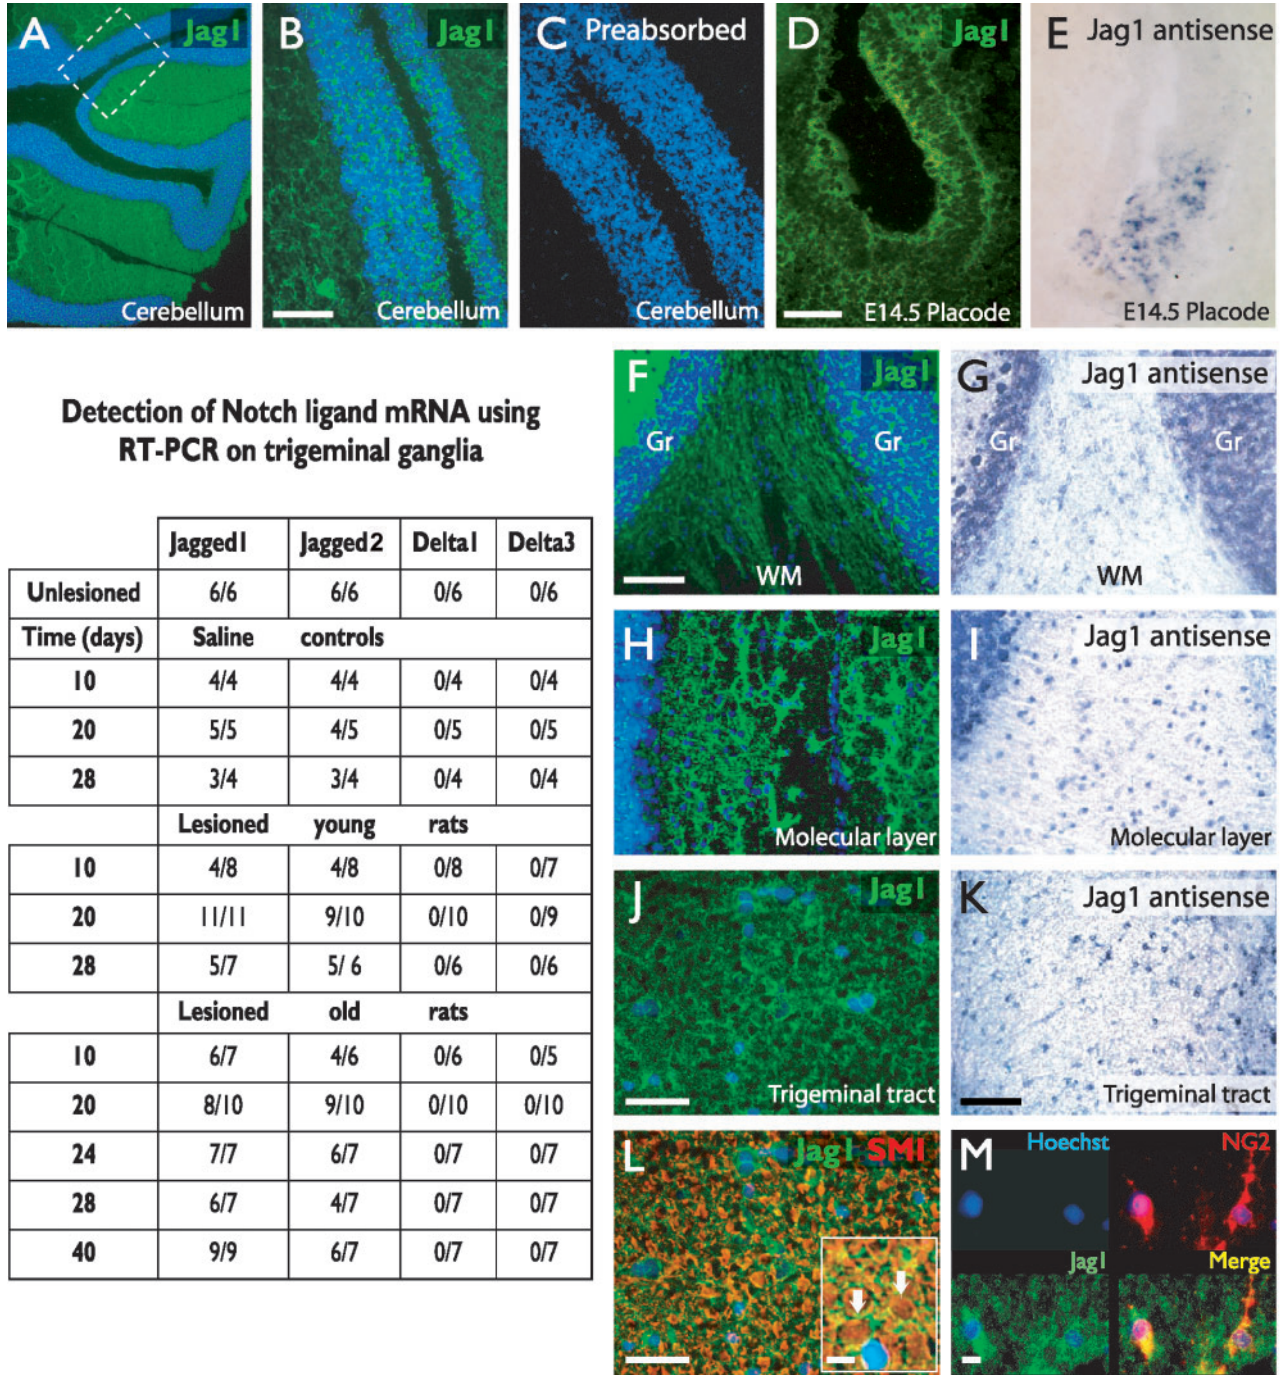 A Jag1
Cerebellum
B Jag1
Cerebellum
C Preabsorbed
Cerebellum
D Jag1
E14.5 Placode
E Jag1 antisense
E14.5 Placode
Detection of Notch ligand mRNA using
RT-PCR on trigeminal ganglia
Jagged1 Jagged2 Delta1 Delta3
Unlesioned 6/6 6/6 0/6 0/6
Time (days) Saline controls
10 4/4 4/4 0/4 0/4
20 5/5 4/5 0/5 0/5
28 3/4 3/4 0/4 0/4
Lesioned young rats
10 4/8 4/8 0/8 0/7
20 11/11 9/10 0/10 0/9
28 5/7 5/ 6 0/6 0/6
Lesioned old rats
10 6/7 4/6 0/6 0/5
20 8/10 9/10 0/10 0/10
24 7/7 6/7 0/7 0/7
28 6/7 4/7 0/7 0/7
40 9/9 6/7 0/7 0/7
F Jag1
Gr Gr
WM
G Jag1 antisense
Gr Gr
WM
H Jag1
Molecular layer
I Jag1 antisense
Molecular layer
J Jag1
Trigeminal tract
K Jag1 antisense
Trigeminal tract
L Jag1 SMI
M Hoechst NG2
Jag1 Merge